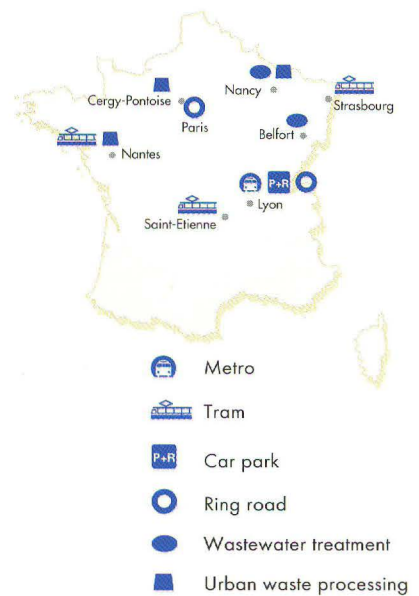 Nancy
Strasbourg
Cergy-Pontoise
Paris
Belfort
Nantes
P+R
Lyon
Saint-Etienne
Metro
Tram
P+R
Car park
Ring road
Wastewater treatment
Urban waste processing